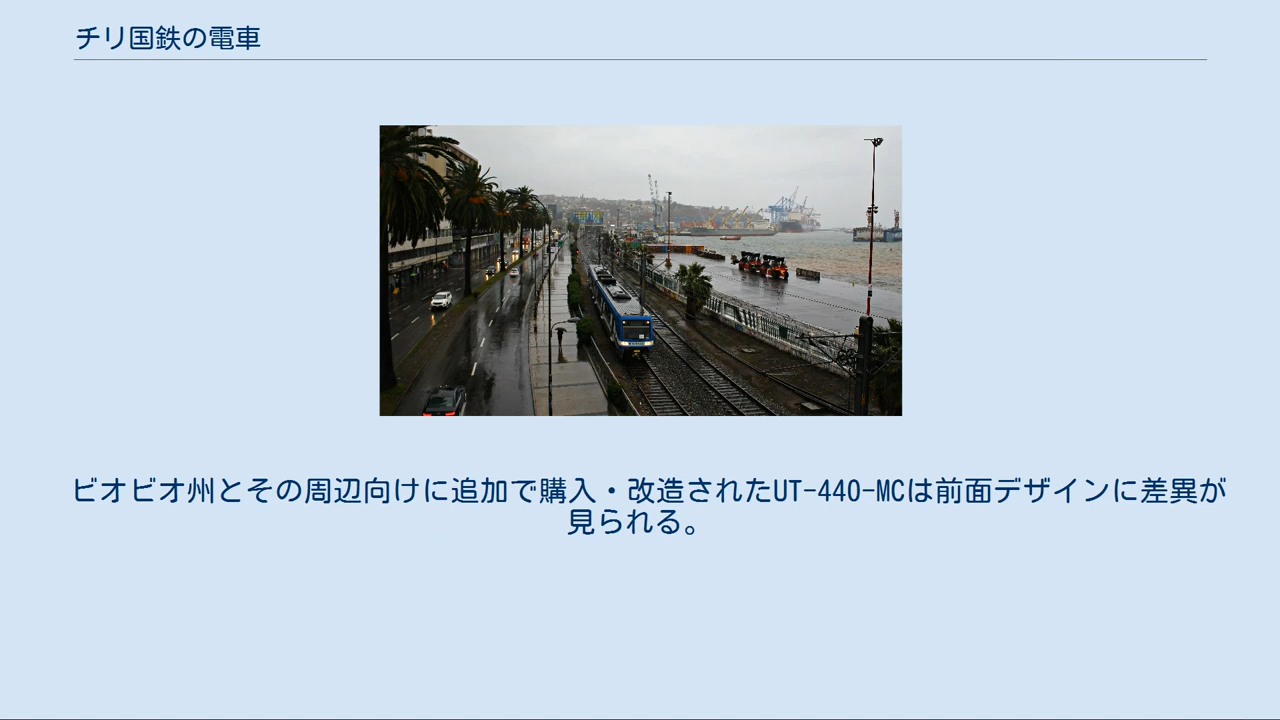 チリ国鉄の電車
ビオビオ州とその周辺向けに追加で購入・改造されたUT-440-MCは前面デザインに差異が
見られる。